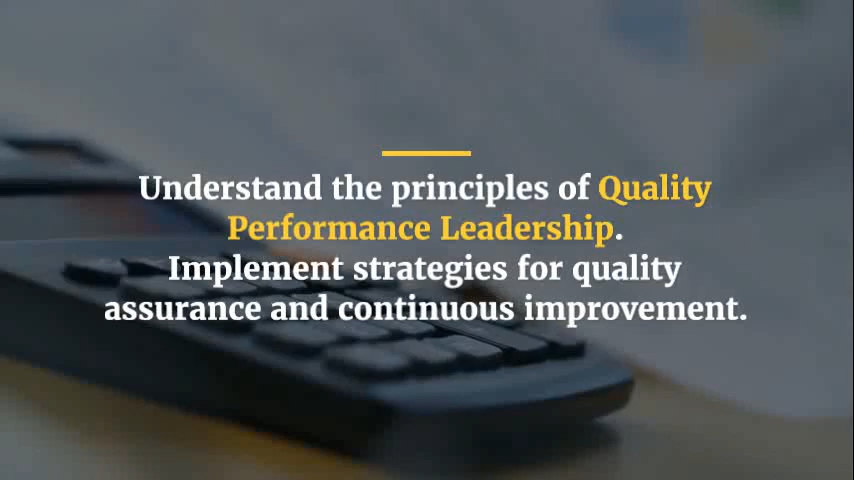 Understand the principles of Quality
Performance Leadership.
Implement strategies for quality
assurance and continuous improvement.